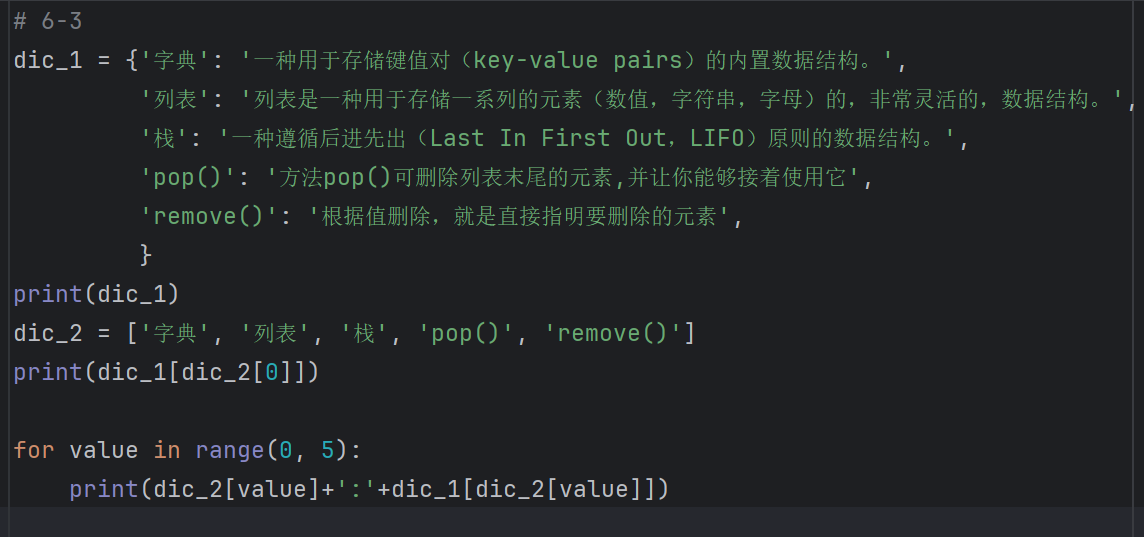 # 6-3
dic_1 = {'字典': '一种用于存储键值对（key-value pairs）的内置数据结构。',
'列表': '列表是一种用于存储一系列的元素（数值，字符串，字母）的，非常灵活的，数据结构。',
'栈': '一种遵循后进先出（Last In First Out，LIFO）原则的数据结构。',
'pop()': '方法pop()可删除列表末尾的元素,并让你能够接着使用它',
'remove()': '根据值删除，就是直接指明要删除的元素',
}
print(dic_1)
dic_2 = ['字典', '列表', '栈', 'pop()', 'remove()']
print(dic_1[dic_2[0]])
for value in range(0, 5):
print(dic_2[value]+':'+dic_1[dic_2[value]])